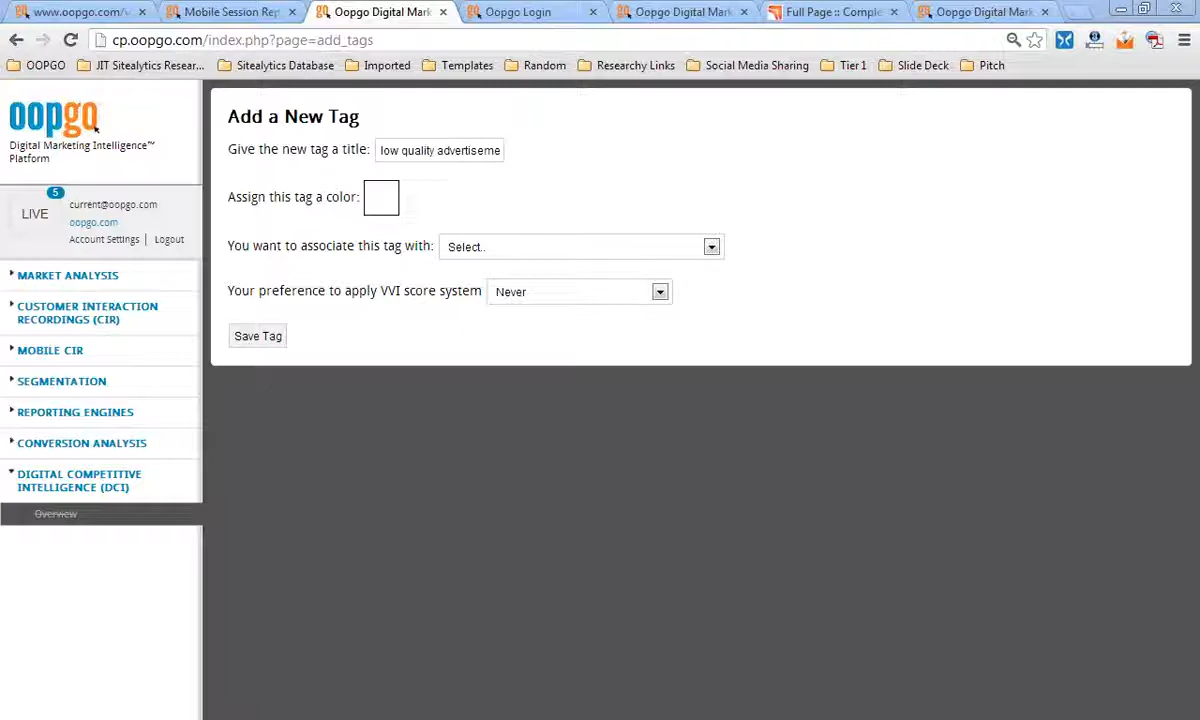 www.oopgo.com/v
Mobile Session Rep
Oopgo Digital Mark
Oopgo Login
Oopgo Digital Mark
Full Page :: Comple
Oopgo Digital Mark
cp.oopgo.com/index.php?page=add_tags
OOPGO
JIT Sitealytics Resear...
Sitealytics Database
Imported
Templates
Random
Researchy Links
Social Media Sharing
Tier1
Slide Deck
Pitch
oopgo
Digital Marketing Intelligence™
Platform
5
LIVE
current@oopgo.com
oopgo.com
Account Settings | Logout
MARKET ANALYSIS
CUSTOMER INTERACTION
RECORDINGS (CIR)
MOBILE CIR
SEGMENTATION
REPORTING ENGINES
CONVERSION ANALYSIS
DIGITAL COMPETITIVE
INTELLIGENCE (DCI)
Overview
Add a New Tag
Give the new tag a title: low quality advertiseme
Assign this tag a color:
You want to associate this tag with: Select..
Your preference to apply VVI score system Never
Save Tag